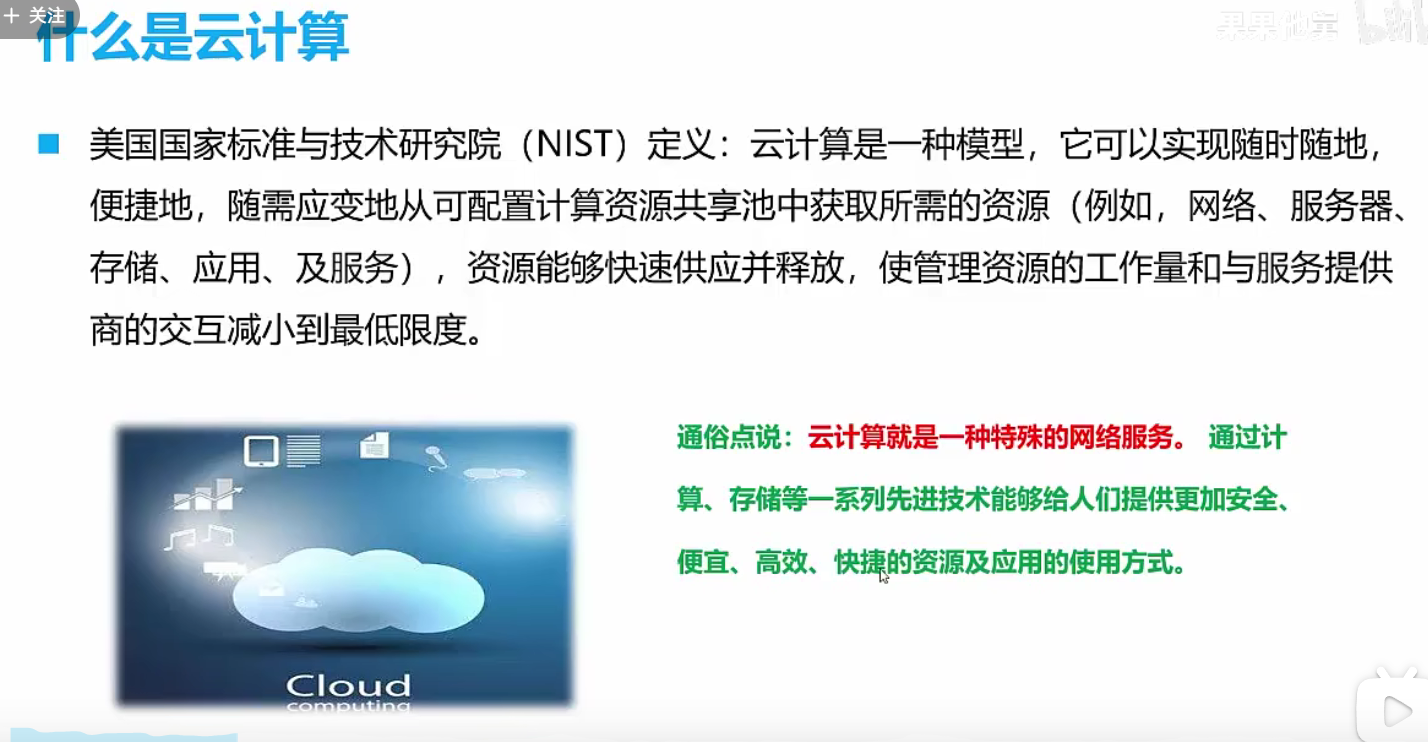 + 关注
什么是云计算
美国国家标准与技术研究院（NIST）定义：云计算是一种模型，它可以实现随时随地，
便捷地，随需应变地从可配置计算资源共享池中获取所需的资源（例如，网络、服务器、
存储、应用、及服务），资源能够快速供应并释放，使管理资源的工作量和与服务提供
商的交互减小到最低限度。
通俗点说：云计算就是一种特殊的网络服务。 通过计
算、存储等一系列先进技术能够给人们提供更加安全、
便宜、高效、快捷的资源及应用的使用方式。
Cloud
computing